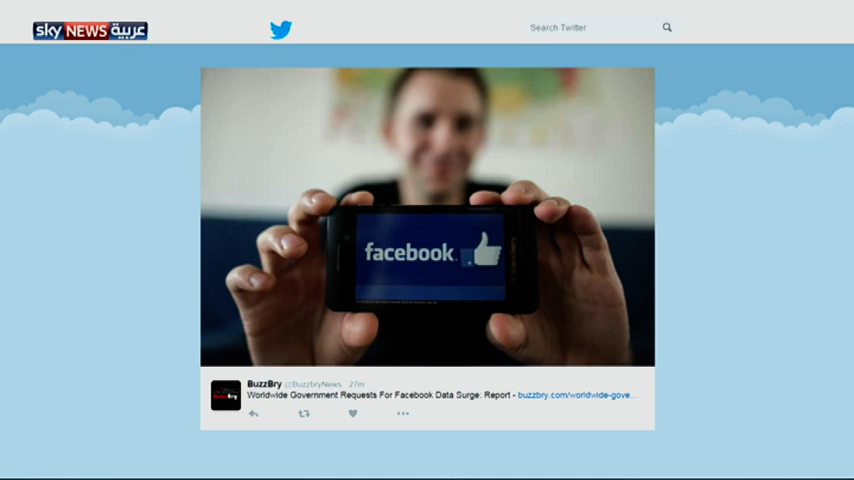 sky NEWS عربية
Search Twitter
facebook
BuzzBry @BuzzbryNews 27m
Worldwide Government Requests For Facebook Data Surge: Report - buzzbry.com/worldwide-gove...